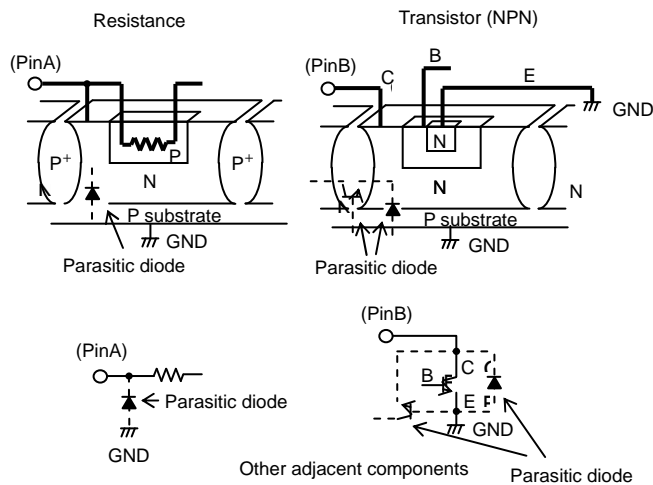 Resistance
Transistor (NPN)
(PinA)
(PinB)
C
B
E
GND
P+
P
P+
N
N
N
N
P substrate
P substrate
GND
GND
Parasitic diode
Parasitic diode
(PinA)
(PinB)
Parasitic diode
GND
B
C
E
GND
Other adjacent components
Parasitic diode